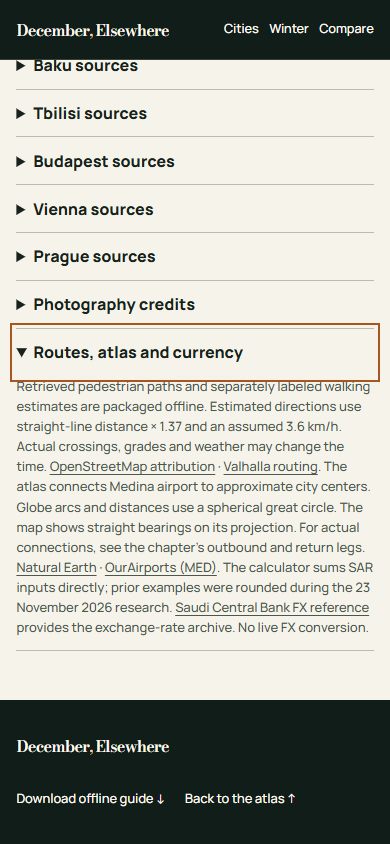 December, Elsewhere
Cities Winter Compare
Baku sources
Tbilisi sources
Budapest sources
Vienna sources
Prague sources
Photography credits
Routes, atlas and currency
Retrieved pedestrian paths and separately labeled walking
estimates are packaged offline. Estimated directions use
straight-line distance × 1.37 and an assumed 3.6 km/h.
Actual crossings, grades and weather may change the
time. OpenStreetMap attribution · Valhalla routing. The
atlas connects Medina airport to approximate city centers.
Globe arcs and distances use a spherical great circle. The
map shows straight bearings on its projection. For actual
connections, see the chapter's outbound and return legs.
Natural Earth · OurAirports (MED). The calculator sums SAR
inputs directly; prior examples were rounded during the 23
November 2026 research. Saudi Central Bank FX reference
provides the exchange-rate archive. No live FX conversion.
December, Elsewhere
Download offline guide ↓ Back to the atlas ↑